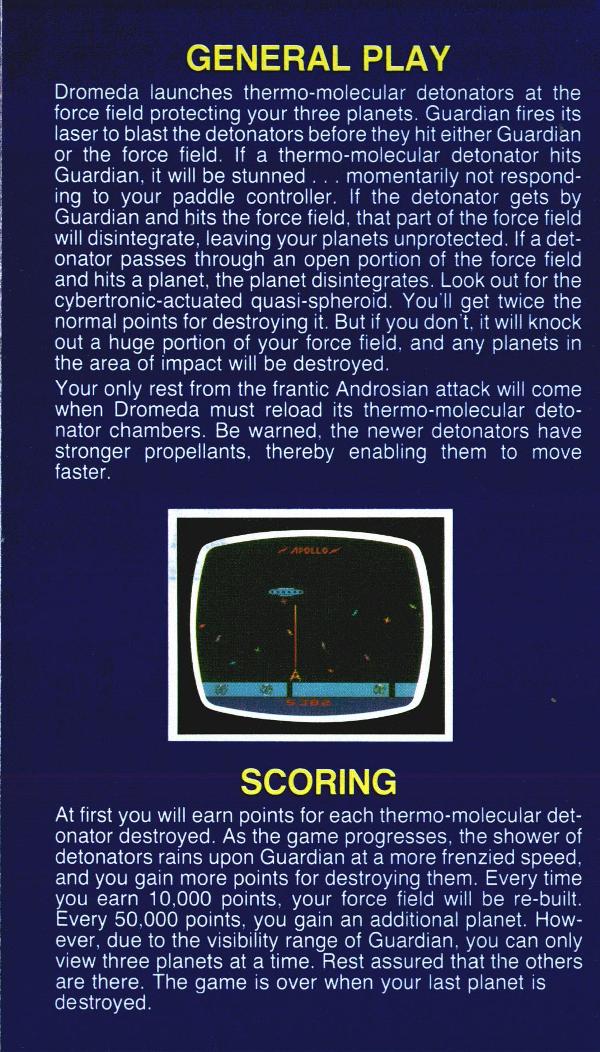 GENERAL PLAY
Dromeda launches thermo-molecular detonators at the
force field protecting your three planets. Guardian fires its
laser to blast the detonators before they hit either Guardian
or the force field. If a thermo-molecular detonator hits
Guardian, it will be stunned . . . momentarily not respond-
ing to your paddle controller. If the detonator gets by
Guardian and hits the force field, that part of the force field
will disintegrate, leaving your planets unprotected. If a det-
onator passes through an open portion of the force field
and hits a planet, the planet disintegrates. Look out for the
cybertronic-actuated quasi-spheroid. You'll get twice the
normal points for destroying it. But if you don't, it will knock
out a huge portion of your force field, and any planets in
the area of impact will be destroyed.
Your only rest from the frantic Androsian attack will come
when Dromeda must reload its thermo-molecular deto-
nator chambers. Be warned, the newer detonators have
stronger propellants, thereby enabling them to move
faster.
APOLLO
SCORING
At first you will earn points for each thermo-molecular det-
onator destroyed. As the game progresses, the shower of
detonators rains upon Guardian at a more frenzied speed,
and you gain more points for destroying them. Every time
you earn 10,000 points, your force field will be re-built.
Every 50,000 points, you gain an additional planet. How-
ever, due to the visibility range of Guardian, you can only
view three planets at a time. Rest assured that the others
are there. The game is over when your last planet is
destroyed.